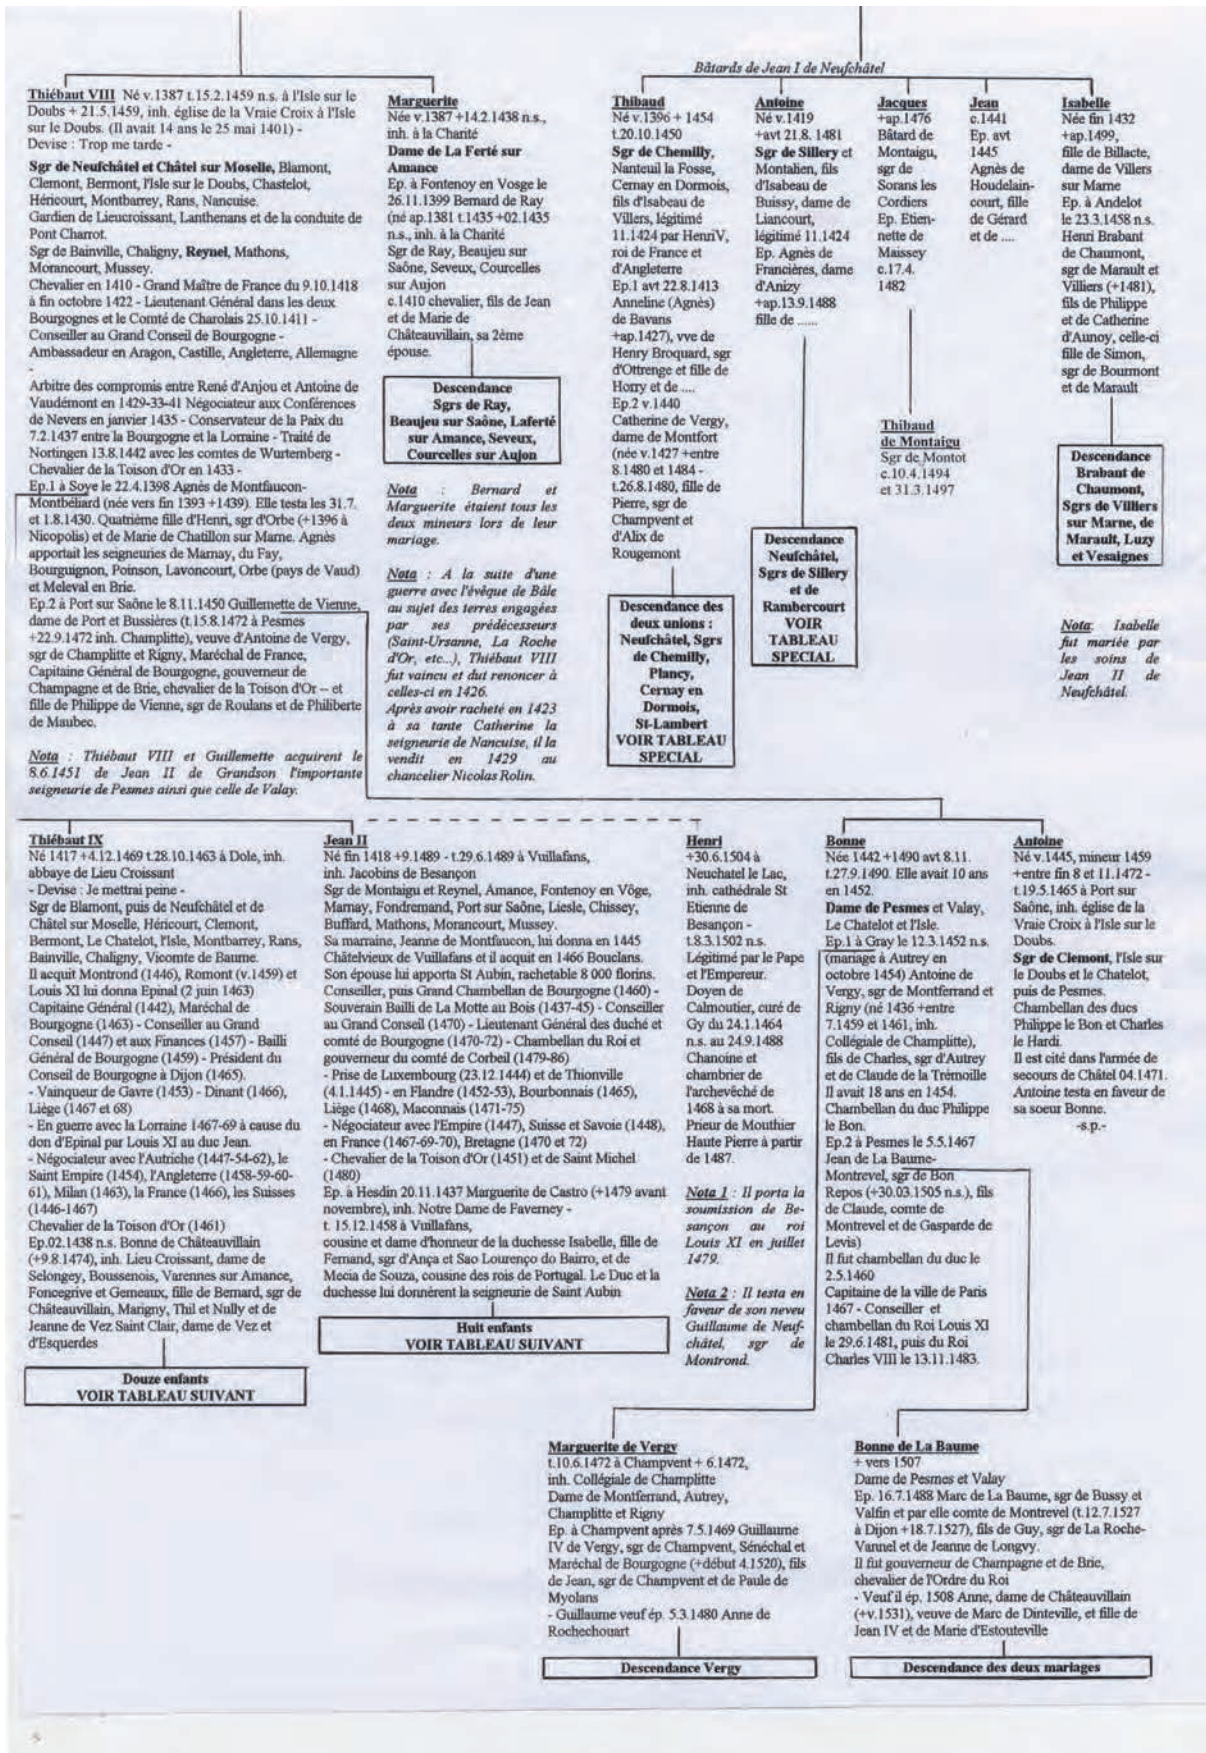 Bâtards de Jean I de Neufchâtel
Thiébaut VIII Né v.1387 t.15.2.1459 n.s. à l'Isle sur le
Doubs + 21.5.1459, inh. église de la Vraie Croix à l'Isle
sur le Doubs. (Il avait 14 ans le 25 mai 1401) -
Devise : Trop me tarde -
Sgr de Neufchâtel et Châtel sur Moselle, Blamont,
Clemont, Bermont, l'Isle sur le Doubs, Chastelot,
Héricourt, Montbarrey, Rans, Nancuise.
Gardien de Lieucroissant, Lanthenans et de la conduite de
Pont Charrot.
Sgr de Bainville, Chaligny, Reynel, Mathons,
Morancourt, Mussey.
Chevalier en 1410 - Grand Maître de France du 9.10.1418
à fin octobre 1422 - Lieutenant Général dans les deux
Bourgognes et le Comté de Charolais 25.10.1411 -
Conseiller au Grand Conseil de Bourgogne -
Ambassadeur en Aragon, Castille, Angleterre, Allemagne
-
Arbitre des compromis entre René d'Anjou et Antoine de
Vaudémont en 1429-33-41 Négociateur aux Conférences
de Nevers en janvier 1435 - Conservateur de la Paix du
7.2.1437 entre la Bourgogne et la Lorraine - Traité de
Nortingen 13.8.1442 avec les comtes de Wurtemberg -
Chevalier de la Toison d'Or en 1433 -
Ep.1 à Soye le 22.4.1398 Agnès de Montfaucon-
Montbéliard (née vers fin 1393 +1439). Elle testa les 31.7.
et 1.8.1430. Quatrième fille d'Henri, sgr d'Orbe (+1396 à
Nicopolis) et de Marie de Chatillon sur Marne. Agnès
apportait les seigneuries de Marnay, du Fay,
Bourguignon, Poinson, Lavoncourt, Orbe (pays de Vaud)
et Meleval en Brie.
Ep.2 à Port sur Saône le 8.11.1450 Guillemette de Vienne,
dame de Port et Bussières (t.15.8.1472 à Pesmes
+22.9.1472 inh. Champlitte), veuve d'Antoine de Vergy,
sgr de Champlitte et Rigny, Maréchal de France,
Capitaine Général de Bourgogne, gouverneur de
Champagne et de Brie, chevalier de la Toison d'Or – et
fille de Philippe de Vienne, sgr de Roulans et de Philiberte
de Maubec.
Nota : Thiébaut VIII et Guillemette acquirent le
8.6.1451 de Jean II de Grandson l'importante
seigneurie de Pesmes ainsi que celle de Valay.
Marguerite
Née v.1387 +14.2.1438 n.s.,
inh. à la Charité
Dame de La Ferté sur
Amance
Ep. à Fontenoy en Vosge le
26.11.1399 Bernard de Ray
(né ap.1381 t.1435 +02.1435
n.s., inh. à la Charité
Sgr de Ray, Beaujeu sur
Saône, Seveux, Courcelles
sur Aujon
c.1410 chevalier, fils de Jean
et de Marie de
Châteauvillain, sa 2ème
épouse.
Descendance
Sgrs de Ray,
Beaujeu sur Saône, Laferté
sur Amance, Seveux,
Courcelles sur Aujon
Nota : Bernard et
Marguerite étaient tous les
deux mineurs lors de leur
mariage.
Nota : A la suite d'une
guerre avec l'évêque de Bâle
au sujet des terres engagées
par ses prédécesseurs
(Saint-Ursanne, La Roche
d'Or, etc...), Thiébaut VIII
fut vaincu et dut renoncer à
celles-ci en 1426.
Après avoir racheté en 1423
à sa tante Catherine la
seigneurie de Nancuise, il la
vendit en 1429 au
chancelier Nicolas Rolin.
Thibaud
Né v.1396 + 1454
t.20.10.1450
Sgr de Chemilly,
Nanteuil la Fosse,
Cernay en Dormois,
fils d'Isabeau de
Villers, légitimé
11.1424 par HenriV,
roi de France et
d'Angleterre
Ep.1 avt 22.8.1413
Anneline (Agnès)
de Bavans
+ap.1427), vve de
Henry Broquard, sgr
d'Ottrenge et fille de
Horry et de ....
Ep.2 v.1440
Catherine de Vergy,
dame de Montfort
(née v.1427 +entre
8.1480 et 1484 -
t.26.8.1480, fille de
Pierre, sgr de
Champvent et
d'Alix de
Rougemont
Descendance des
deux unions :
Neufchâtel, Sgrs
de Chemilly,
Plancy,
Cernay en
Dormois,
St-Lambert
VOIR TABLEAU
SPECIAL
Antoine
Né v.1419
+avt 21.8. 1481
Sgr de Sillery et
Montalien, fils
d'Isabeau de
Buissy, dame de
Liancourt,
légitimé 11.1424
Ep. Agnès de
Francières, dame
d'Anizy
+ap.13.9.1488
fille de ......
Descendance
Neufchâtel,
Sgrs de Sillery
et de
Rambercourt
VOIR
TABLEAU
SPECIAL
Jacques
+ap.1476
Bâtard de
Montaigu,
sgr de
Sorans les
Cordiers
Ep. Etien-
nette de
Maissey
c.17.4.
1482
Thibaud
de Montaigu
Sgr de Montot
c.10.4.1494
et 31.3.1497
Jean
c.1441
Ep. avt
1445
Agnès de
Houdelain-
court, fille
de Gérard
et de ....
Isabelle
Née fin 1432
+ap.1499,
fille de Billacte,
dame de Villers
sur Marne
Ep. à Andelot
le 23.3.1458 n.s.
Henri Brabant
de Chaumont,
sgr de Marault et
Villiers (+1481),
fils de Philippe
et de Catherine
d'Aunoy, celle-ci
fille de Simon,
sgr de Bourmont
et de Marault
Descendance
Brabant de
Chaumont,
Sgrs de Villiers
sur Marne, de
Marault, Luzy
et Vesaignes
Nota: Isabelle
fut mariée par
les soins de
Jean II de
Neufchâtel.
Thiébaut IX
Né 1417 +4.12.1469 t.28.10.1463 à Dole, inh.
abbaye de Lieu Croissant
- Devise : Je mettrai peine -
Sgr de Blamont, puis de Neufchâtel et de
Châtel sur Moselle, Héricourt, Clemont,
Bermont, Le Chatelot, l'Isle, Montbarrey, Rans,
Bainville, Chaligny, Vicomte de Baume.
Il acquit Montrond (1446), Romont (v.1459) et
Louis XI lui donna Epinal (2 juin 1463)
Capitaine Général (1442), Maréchal de
Bourgogne (1463) - Conseiller au Grand
Conseil (1447) et aux Finances (1457) - Bailli
Général de Bourgogne (1459) - Président du
Conseil de Bourgogne à Dijon (1465).
- Vainqueur de Gavre (1453) - Dinant (1466),
Liège (1467 et 68)
- En guerre avec la Lorraine 1467-69 à cause du
don d'Epinal par Louis XI au duc Jean.
- Négociateur avec l'Autriche (1447-54-62), le
Saint Empire (1454), l'Angleterre (1458-59-60-
61), Milan (1463), la France (1466), les Suisses
(1446-1467)
Chevalier de la Toison d'Or (1461)
Ep.02.1438 n.s. Bonne de Châteauvillain
(+9.8.1474), inh. Lieu Croissant, dame de
Selongey, Boussenois, Varennes sur Amance,
Foncegrive et Gemeaux, fille de Bernard, sgr de
Châteauvillain, Marigny, Thil et Nully et de
Jeanne de Vez Saint Clair, dame de Vez et
d'Esquerdes
Douze enfants
VOIR TABLEAU SUIVANT
Jean II
Né fin 1418 +9.1489 - t.29.6.1489 à Vuillafans,
inh. Jacobins de Besançon
Sgr de Montaigu et Reynel, Amance, Fontenoy en Vôge,
Marnay, Fondremand, Port sur Saône, Liesle, Chissey,
Buffard, Mathons, Morancourt, Mussey.
Sa marraine, Jeanne de Montfaucon, lui donna en 1445
Châtelvieux de Vuillafans et il acquit en 1466 Bouclans.
Son épouse lui apporta St Aubin, rachetable 8 000 florins.
Conseiller, puis Grand Chambellan de Bourgogne (1460) -
Souverain Bailli de La Motte au Bois (1437-45) - Conseiller
au Grand Conseil (1470) - Lieutenant Général des duché et
comté de Bourgogne (1470-72) - Chambellan du Roi et
gouverneur du comté de Corbeil (1479-86)
- Prise de Luxembourg (23.12.1444) et de Thionville
(4.1.1445) - en Flandre (1452-53), Bourbonnais (1465),
Liège (1468), Maconnais (1471-75)
- Négociateur avec l'Empire (1447), Suisse et Savoie (1448),
en France (1467-69-70), Bretagne (1470 et 72)
- Chevalier de la Toison d'Or (1451) et de Saint Michel
(1480)
Ep. à Hesdin 20.11.1437 Marguerite de Castro (+1479 avant
novembre), inh. Notre Dame de Faverney -
t. 15.12.1458 à Vuillafans,
cousine et dame d'honneur de la duchesse Isabelle, fille de
Fernand, sgr d'Ança et Sao Lourenço do Bairro, et de
Mecia de Souza, cousine des rois de Portugal. Le Duc et la
duchesse lui donnèrent la seigneurie de Saint Aubin
Huit enfants
VOIR TABLEAU SUIVANT
Henri
+30.6.1504 à
Neuchatel le Lac,
inh. cathédrale St
Etienne de
Besançon -
t.8.3.1502 n.s.
Légitimé par le Pape
et l'Empereur.
Doyen de
Calmoutier, curé de
Gy du 24.1.1464
n.s. au 24.9.1488
Chanoine et
chambrier de
l'archevêché de
1468 à sa mort.
Prieur de Mouthier
Haute Pierre à partir
de 1487.
Nota 1 : Il porta la
soumission de Be-
sançon au roi
Louis XI en juillet
1479.
Nota 2 : Il testa en
faveur de son neveu
Guillaume de Neuf-
châtel, sgr de
Montrond.
Bonne
Née 1442 +1490 avt 8.11.
t.27.9.1490. Elle avait 10 ans
en 1452.
Dame de Pesmes et Valay,
Le Chatelot et l'Isle.
Ep.1 à Gray le 12.3.1452 n.s.
(mariage à Autrey en
octobre 1454) Antoine de
Vergy, sgr de Montferrand et
Rigny (né 1436 +entre
7.1459 et 1461, inh.
Collégiale de Champlitte),
fils de Charles, sgr d'Autrey
et de Claude de la Trémoille
Il avait 18 ans en 1454.
Chambellan du duc Philippe
le Bon.
Ep.2 à Pesmes le 5.5.1467
Jean de La Baume-
Montrevel, sgr de Bon
Repos (+30.03.1505 n.s.), fils
de Claude, comte de
Montrevel et de Gasparde de
Levis)
Il fut chambellan du duc le
2.5.1460
Capitaine de la ville de Paris
1467 - Conseiller et
chambellan du Roi Louis XI
le 29.6.1481, puis du Roi
Charles VIII le 13.11.1483.
Antoine
Né v.1445, mineur 1459
+entre fin 8 et 11.1472 -
t.19.5.1465 à Port sur
Saône, inh. église de la
Vraie Croix à l'Isle sur le
Doubs.
Sgr de Clemont, l'Isle sur
le Doubs et le Chatelot,
puis de Pesmes.
Chambellan des ducs
Philippe le Bon et Charles
le Hardi.
Il est cité dans l'armée de
secours de Châtel 04.1471.
Antoine testa en faveur de
sa soeur Bonne.
-s.p.-
Marguerite de Vergy
t.10.6.1472 à Champvent + 6.1472,
inh. Collégiale de Champlitte
Dame de Montferrand, Autrey,
Champlitte et Rigny
Ep. à Champvent après 7.5.1469 Guillaume
IV de Vergy, sgr de Champvent, Sénéchal et
Maréchal de Bourgogne (+début 4.1520), fils
de Jean, sgr de Champvent et de Paule de
Myolans
- Guillaume veuf ép. 5.3.1480 Anne de
Rochechouart
Descendance Vergy
Bonne de La Baume
+ vers 1507
Dame de Pesmes et Valay
Ep. 16.7.1488 Marc de La Baume, sgr de Bussy et
Valfin et par elle comte de Montrevel (t.12.7.1527
à Dijon +18.7.1527), fils de Guy, sgr de La Roche-
Vannel et de Jeanne de Longvy.
Il fut gouverneur de Champagne et de Brie,
chevalier de l'Ordre du Roi
- Veuf il ép. 1508 Anne, dame de Châteauvillain
(+v.1531), veuve de Marc de Dinteville, et fille de
Jean IV et de Marie d'Estouteville
Descendance des deux mariages